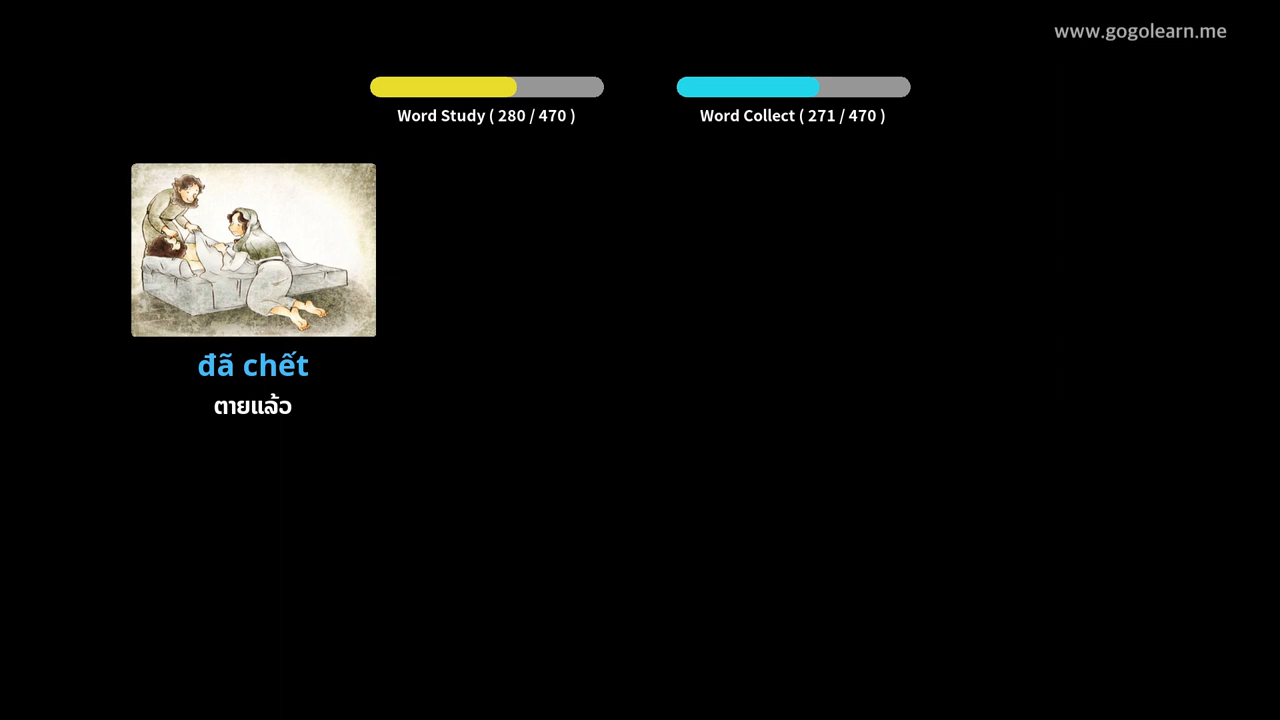 www.gogolearn.me
Word Study ( 280 / 470 )
Word Collect ( 271 / 470 )
đã chết
ตายแล้ว